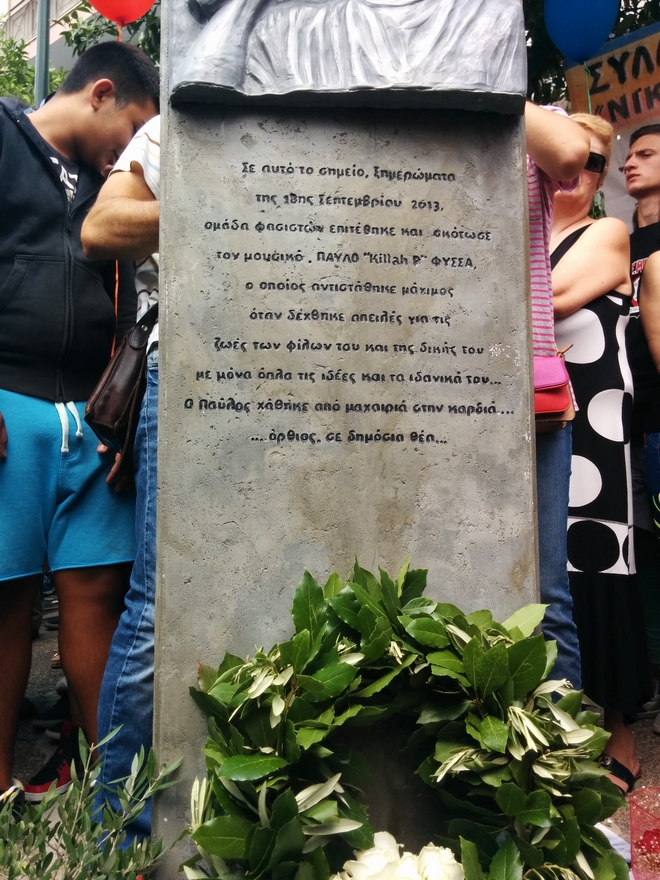 Σε αυτό το σημείο, ξημερώματα
της 18ης Σεπτεμβρίου 2013,
ομάδα φασιστών επιτέθηκε και σκότωσε
τον μουσικό, ΠΑΥΛΟ "Killah P" ΦΥΣΣΑ,
ο οποίος αντιστάθηκε μάχιμος
όταν δέχθηκε απειλές για τις
ζωές των φίλων του και της δικής του
με μόνα όπλα τις ιδέες και τα ιδανικά του...
Ο Παύλος χάθηκε από μαχαιριά στην καρδιά...
... όρθιος, σε δημόσια θέα...
ΣΥΛΛ
ΥΝΙΚ